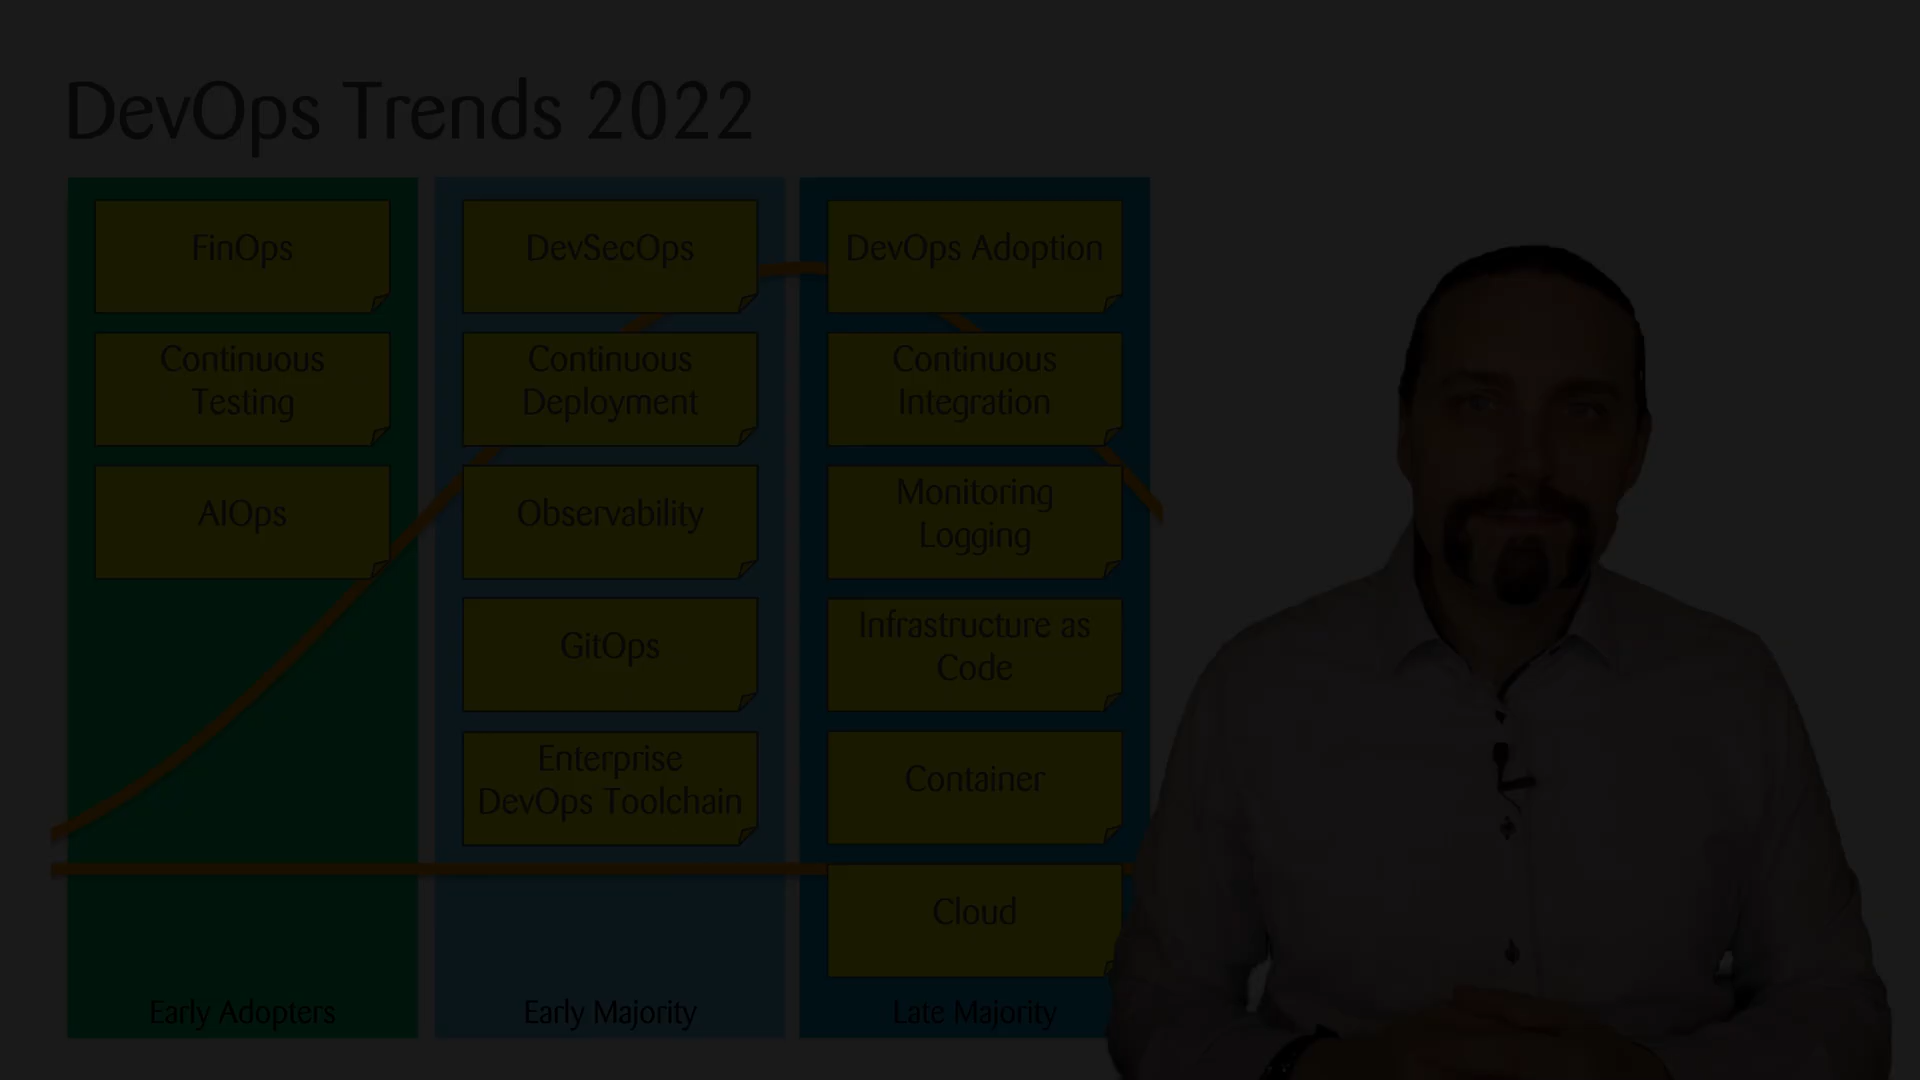 DevOps Trends 2022
FinOps
Continuous
Testing
AIOps
Early Adopters
DevSecOps
Continuous
Deployment
Observability
GitOps
Enterprise
DevOps Toolchain
Early Majority
DevOps Adoption
Continuous
Integration
Monitoring
Logging
Infrastructure as
Code
Container
Cloud
Late Majority